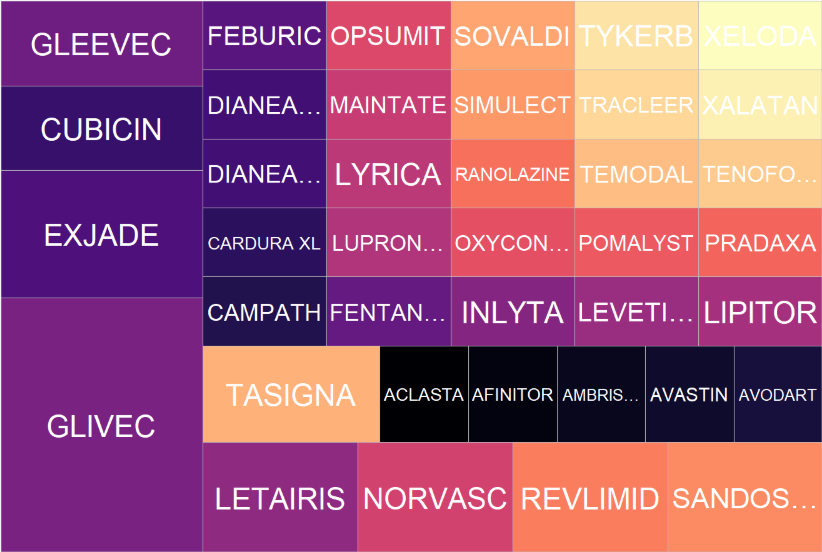 GLEEVEC
CUBICIN
EXJADE
GLIVEC
FEBURIC OPSUMIT SOVALDI TYKERB XELODA
DIANEA... MAINTATE SIMULECT TRACLEER XALATAN
DIANEA... LYRICA RANOLAZINE TEMODAL TENOFO...
CARDURA XL LUPRON... OXYCON... POMALYST PRADAXA
CAMPATH FENTAN... INLYTA LEVETI... LIPITOR
TASIGNA ACLASTA AFINITOR AMBRIS... AVASTIN AVODART
LETAIRIS NORVASC REVLIMID SANDOS...